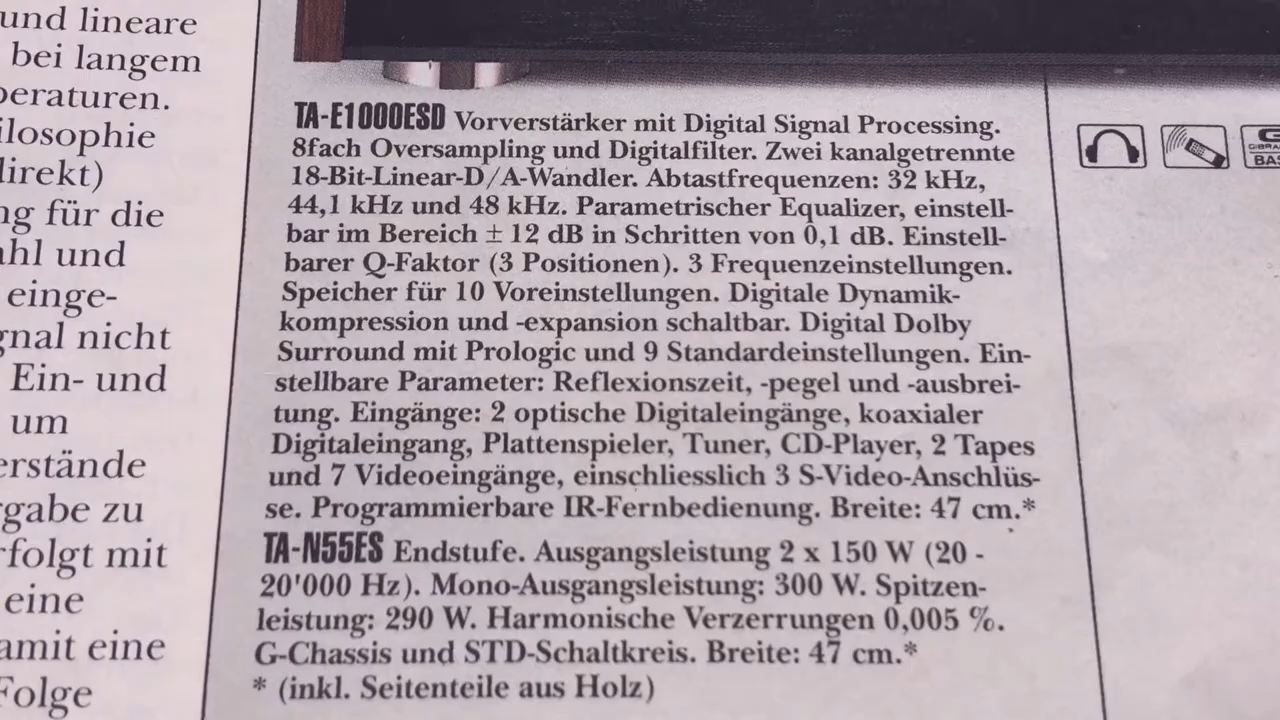 und lineare
bei langem
peraturen.
ilosophie
direkt)
ng für die
ahl und
einge-
gnal nicht
Ein- und
um
erstände
gabe zu
rfolgt mit
eine
amit eine
Folge
TA-E1000ESD Vorverstärker mit Digital Signal Processing.
8fach Oversampling und Digitalfilter. Zwei kanalgetrennte
18-Bit-Linear-D/A-Wandler. Abtastfrequenzen: 32 kHz,
44,1 kHz und 48 kHz. Parametrischer Equalizer, einstell-
bar im Bereich ± 12 dB in Schritten von 0,1 dB. Einstell-
barer Q-Faktor (3 Positionen). 3 Frequenzeinstellungen.
Speicher für 10 Voreinstellungen. Digitale Dynamik-
kompression und -expansion schaltbar. Digital Dolby
Surround mit Prologic und 9 Standardeinstellungen. Ein-
stellbare Parameter: Reflexionszeit, -pegel und -ausbrei-
tung. Eingänge: 2 optische Digitaleingänge, koaxialer
Digitaleingang, Plattenspieler, Tuner, CD-Player, 2 Tapes
und 7 Videoeingänge, einschliesslich 3 S-Video-Anschlüs-
se. Programmierbare IR-Fernbedienung. Breite: 47 cm.*
TA-N55ES Endstufe. Ausgangsleistung 2 x 150 W (20 -
20'000 Hz). Mono-Ausgangsleistung: 300 W. Spitzen-
leistung: 290 W. Harmonische Verzerrungen 0,005 %.
G-Chassis und STD-Schaltkreis. Breite: 47 cm.*
* (inkl. Seitenteile aus Holz)
G
GIBRA
BAS